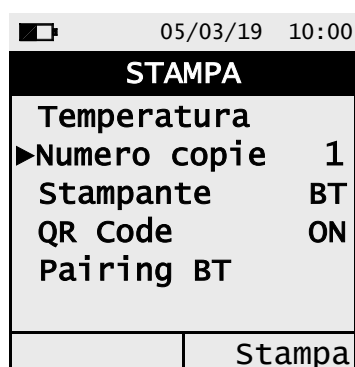 05/03/19 10:00
STAMPA
Temperatura
►Numero copie 1
Stampante BT
QR Code ON
Pairing BT
Stampa